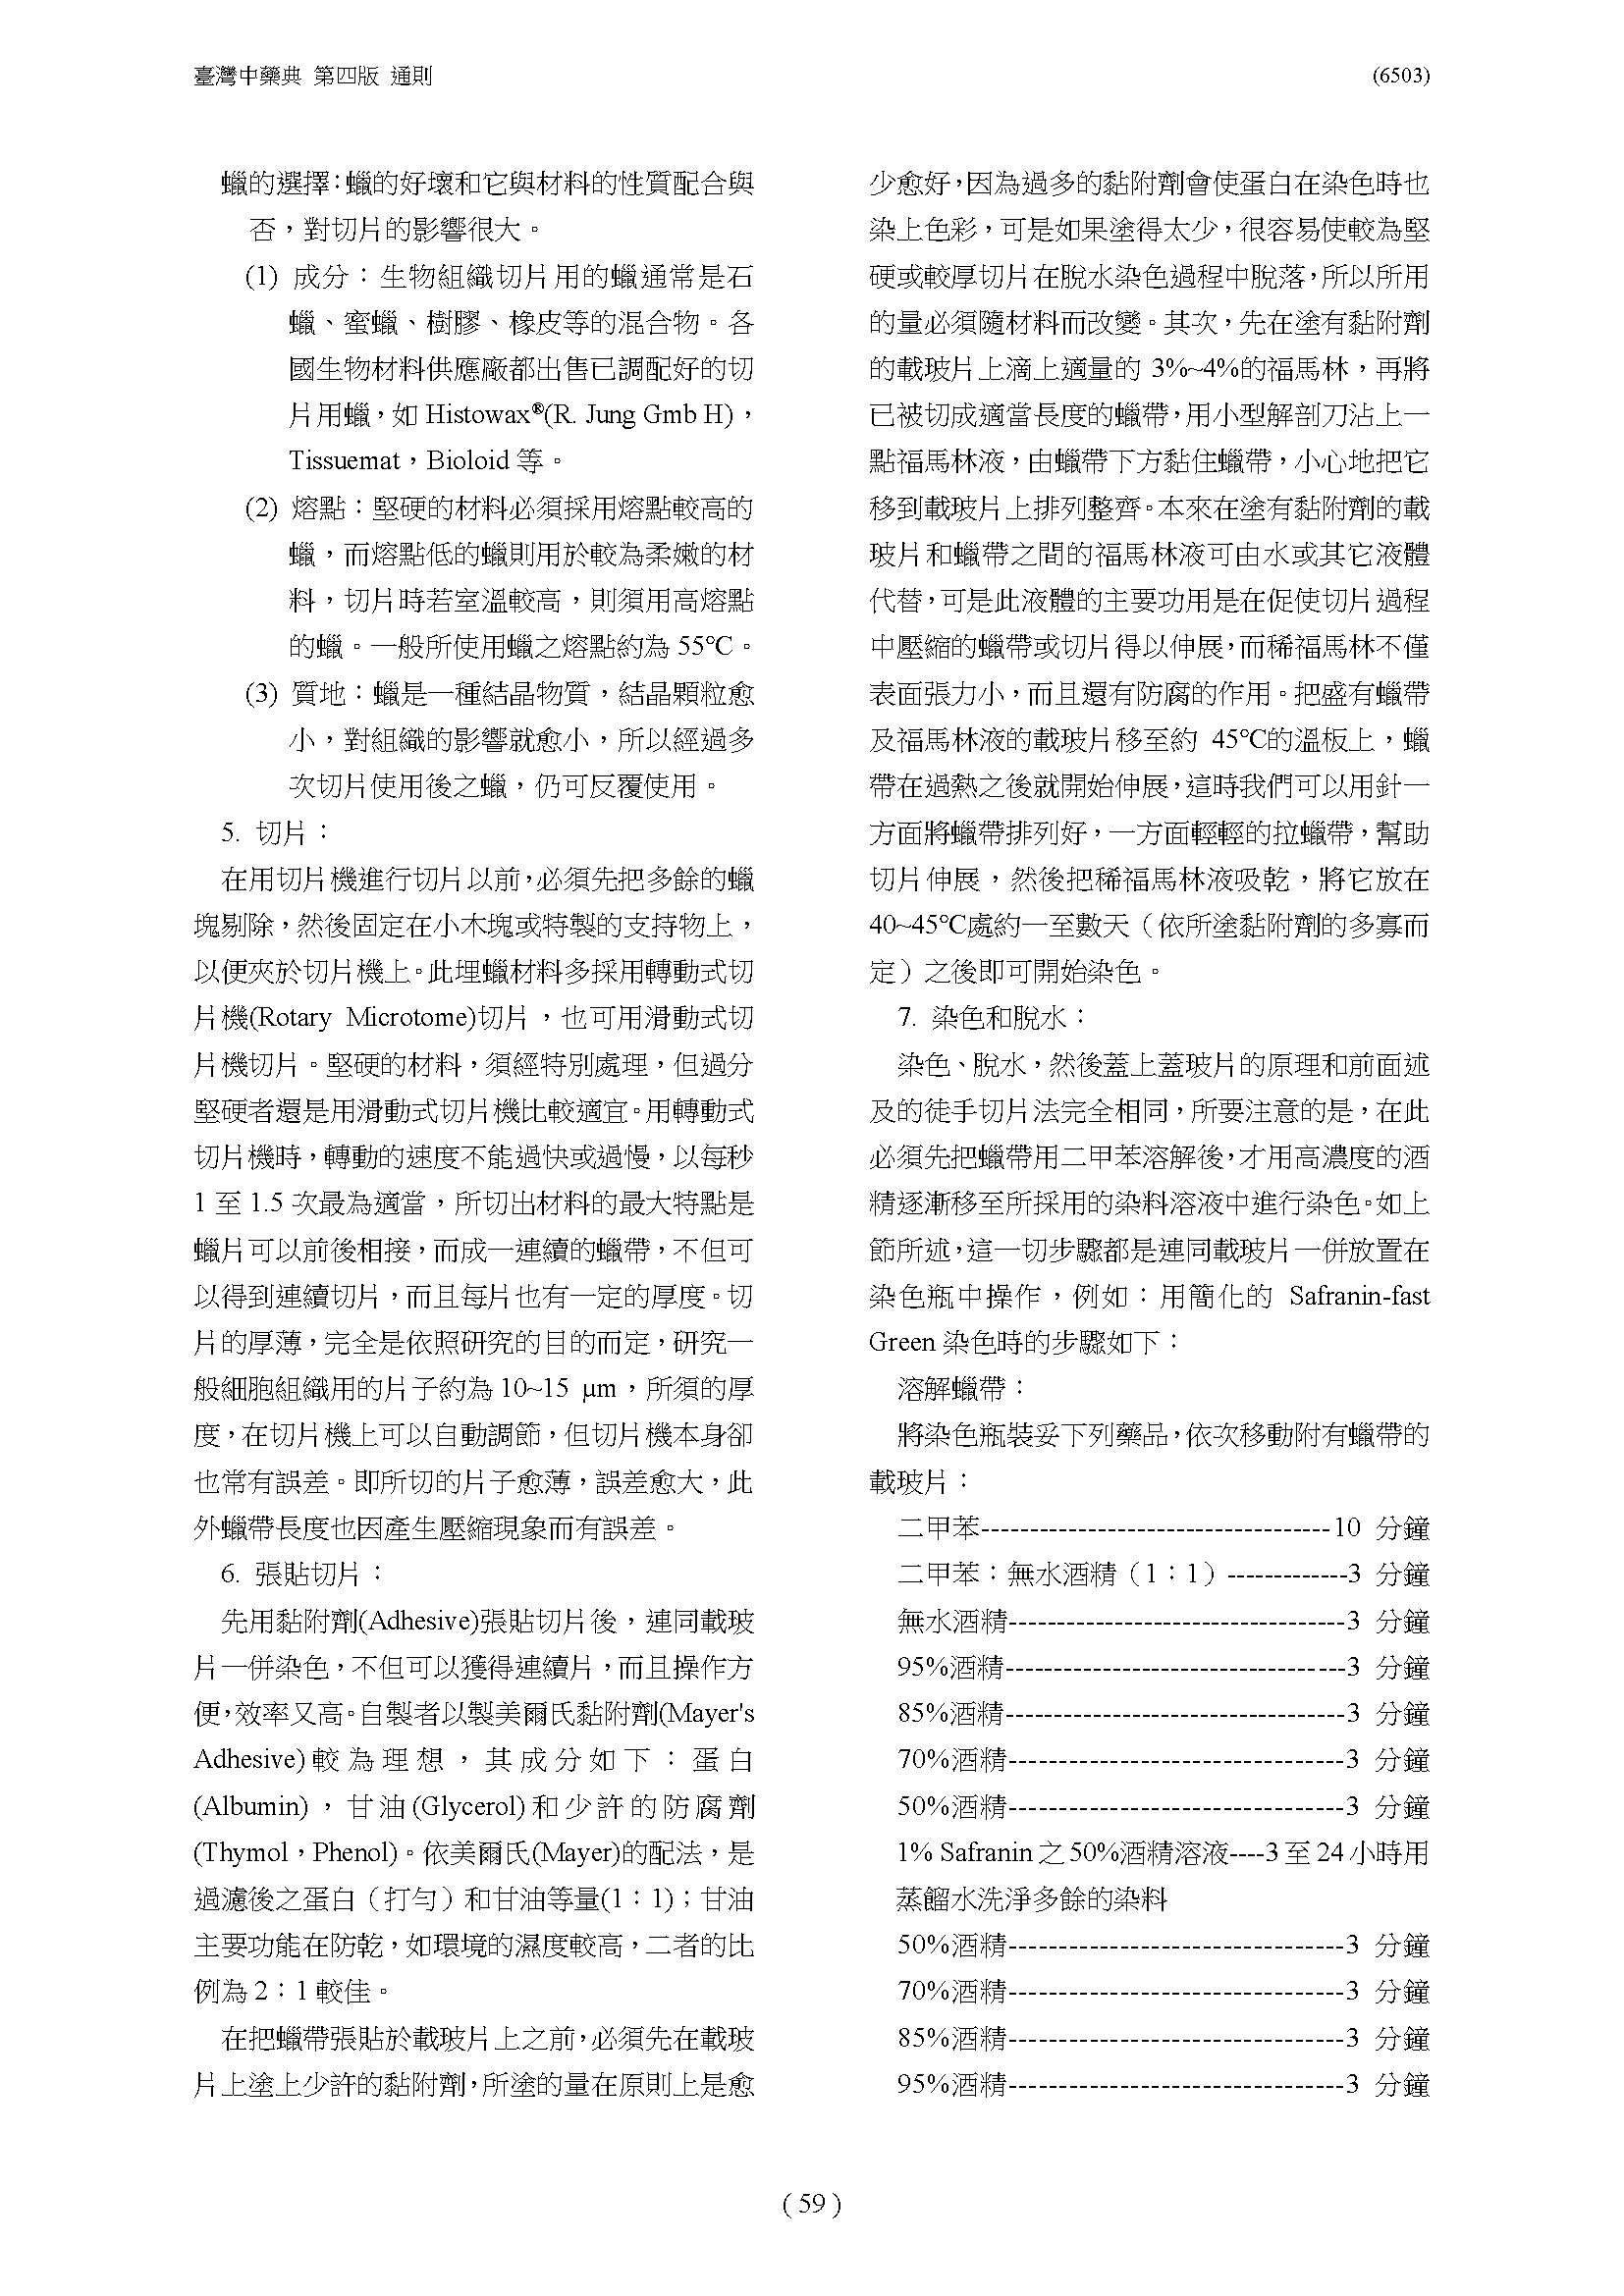 臺灣中藥典 第四版 通則 (6503)
蠟的選擇：蠟的好壞和它與材料的性質配合與
否，對切片的影響很大。
(1) 成分：生物組織切片用的蠟通常是石
蠟、蜜蠟、樹膠、橡皮等的混合物。各
國生物材料供應廠都出售已調配好的切
片用蠟，如 Histowax®(R. Jung Gmb H)，
Tissuemat，Bioloid 等。
(2) 熔點：堅硬的材料必須採用熔點較高的
蠟，而熔點低的蠟則用於較為柔嫩的材
料，切片時若室溫較高，則須用高熔點
的蠟。一般所使用蠟之熔點約為 55℃。
(3) 質地：蠟是一種結晶物質，結晶顆粒愈
小，對組織的影響就愈小，所以經過多
次切片使用後之蠟，仍可反覆使用。
5. 切片：
在用切片機進行切片以前，必須先把多餘的蠟
塊剔除，然後固定在小木塊或特製的支持物上，
以便夾於切片機上。此埋蠟材料多採用轉動式切
片機(Rotary Microtome)切片，也可用滑動式切
片機切片。堅硬的材料，須經特別處理，但過分
堅硬者還是用滑動式切片機比較適宜。用轉動式
切片機時，轉動的速度不能過快或過慢，以每秒
1 至 1.5 次最為適當，所切出材料的最大特點是
蠟片可以前後相接，而成一連續的蠟帶，不但可
以得到連續切片，而且每片也有一定的厚度。切
片的厚薄，完全是依照研究的目的而定，研究一
般細胞組織用的片子約為 10~15 μm，所須的厚
度，在切片機上可以自動調節，但切片機本身卻
也常有誤差。即所切的片子愈薄，誤差愈大，此
外蠟帶長度也因產生壓縮現象而有誤差。
6. 張貼切片：
先用黏附劑(Adhesive)張貼切片後，連同載玻
片一併染色，不但可以獲得連續片，而且操作方
便，效率又高。自製者以製美爾氏黏附劑(Mayer's
Adhesive)較為理想，其成分如下：蛋白
(Albumin)，甘油(Glycerol)和少許的防腐劑
(Thymol，Phenol)。依美爾氏(Mayer)的配法，是
過濾後之蛋白（打勻）和甘油等量(1：1)；甘油
主要功能在防乾，如環境的濕度較高，二者的比
例為 2：1 較佳。
在把蠟帶張貼於載玻片上之前，必須先在載玻
片上塗上少許的黏附劑，所塗的量在原則上是愈
少愈好，因為過多的黏附劑會使蛋白在染色時也
染上色彩，可是如果塗得太少，很容易使較為堅
硬或較厚切片在脫水染色過程中脫落，所以所用
的量必須隨材料而改變。其次，先在塗有黏附劑
的載玻片上滴上適量的 3%~4%的福馬林，再將
已被切成適當長度的蠟帶，用小型解剖刀沾上一
點福馬林液，由蠟帶下方黏住蠟帶，小心地把它
移到載玻片上排列整齊。本來在塗有黏附劑的載
玻片和蠟帶之間的福馬林液可由水或其它液體
代替，可是此液體的主要功用是在促使切片過程
中壓縮的蠟帶或切片得以伸展，而稀福馬林不僅
表面張力小，而且還有防腐的作用。把盛有蠟帶
及福馬林液的載玻片移至約 45℃的溫板上，蠟
帶在過熱之後就開始伸展，這時我們可以用針一
方面將蠟帶排列好，一方面輕輕的拉蠟帶，幫助
切片伸展，然後把稀福馬林液吸乾，將它放在
40~45℃處約一至數天（依所塗黏附劑的多寡而
定）之後即可開始染色。
7. 染色和脫水：
染色、脫水，然後蓋上蓋玻片的原理和前面述
及的徒手切片法完全相同，所要注意的是，在此
必須先把蠟帶用二甲苯溶解後，才用高濃度的酒
精逐漸移至所採用的染料溶液中進行染色。如上
節所述，這一切步驟都是連同載玻片一併放置在
染色瓶中操作，例如：用簡化的 Safranin-fast
Green 染色時的步驟如下：
溶解蠟帶：
將染色瓶裝妥下列藥品，依次移動附有蠟帶的
載玻片：
二甲苯------------------------------------10 分鐘
二甲苯：無水酒精（1：1）-------------3 分鐘
無水酒精-----------------------------------3 分鐘
95%酒精-----------------------------------3 分鐘
85%酒精-----------------------------------3 分鐘
70%酒精-----------------------------------3 分鐘
50%酒精-----------------------------------3 分鐘
1% Safranin 之 50%酒精溶液----3 至 24 小時用
蒸餾水洗淨多餘的染料
50%酒精-----------------------------------3 分鐘
70%酒精-----------------------------------3 分鐘
85%酒精-----------------------------------3 分鐘
95%酒精-----------------------------------3 分鐘
( 59 )